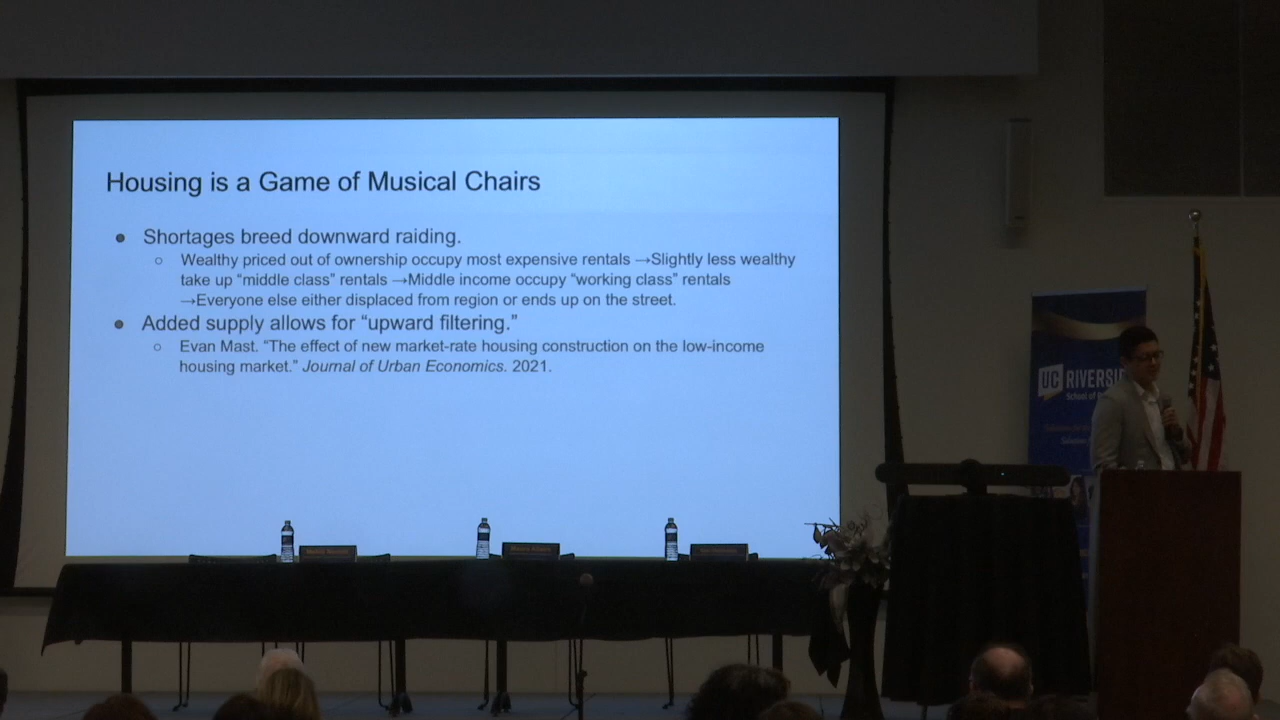 Housing is a Game of Musical Chairs
● Shortages breed downward raiding.
○ Wealthy priced out of ownership occupy most expensive rentals →Slightly less wealthy
take up “middle class” rentals →Middle income occupy “working class” rentals
→Everyone else either displaced from region or ends up on the street.
● Added supply allows for “upward filtering.”
○ Evan Mast. “The effect of new market-rate housing construction on the low-income
housing market.” Journal of Urban Economics. 2021.
UC RIVERSI
School of